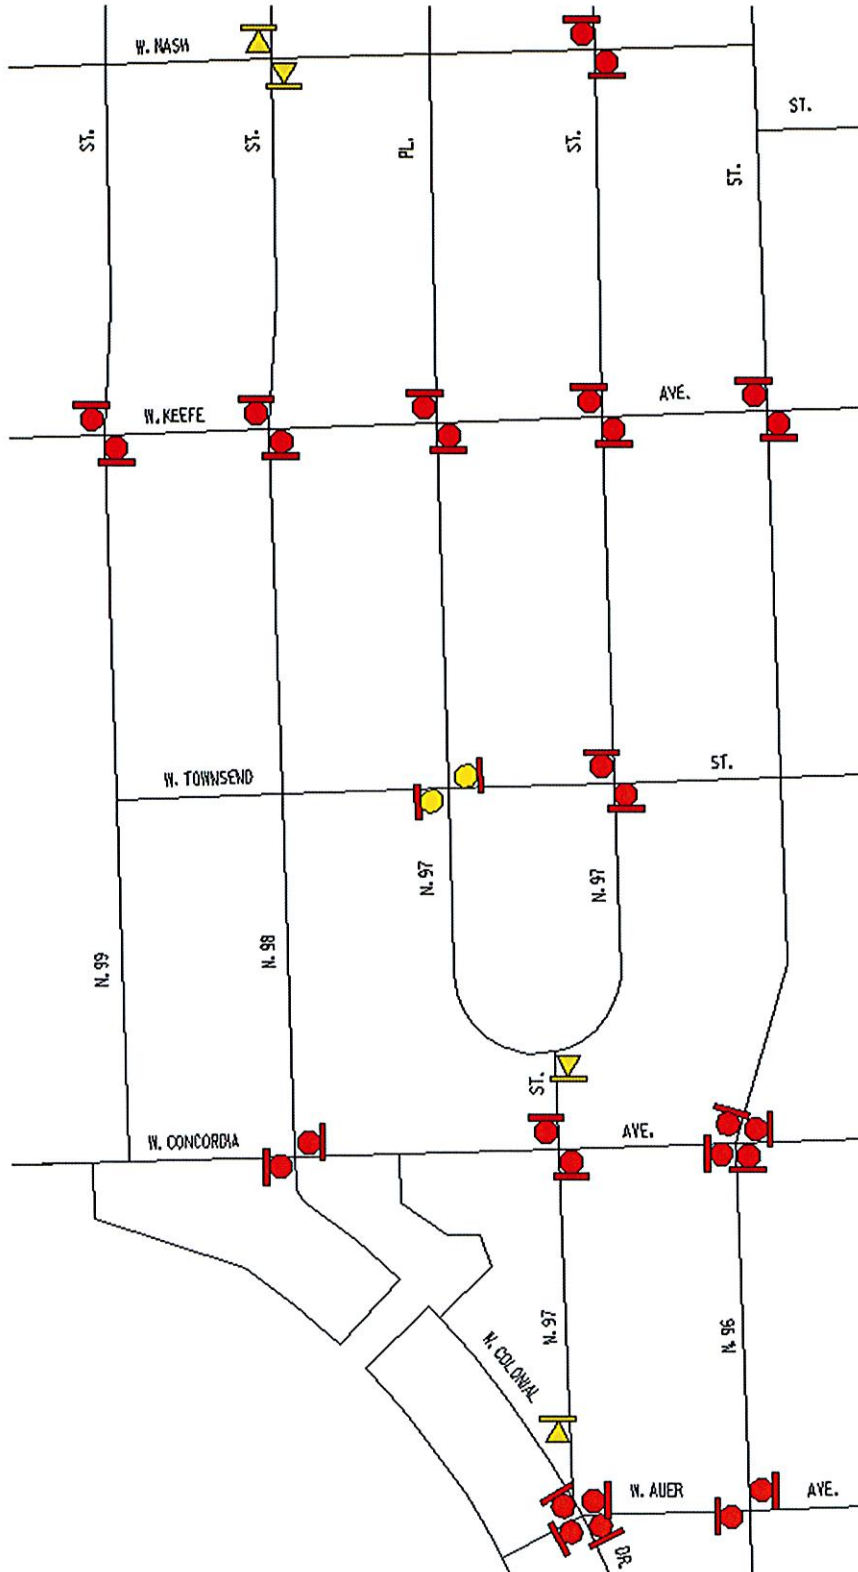 W. NASH
ST.
ST.
ST.
PL.
ST.
ST.
W. KEEFE
AVE.
W. TOWNSEND
ST.
N. 97
N. 97
N. 99
N. 98
ST.
W. CONCORDIA
AVE.
N. 97
N. 96
N. COLONIAL
W. AUER
AVE.
DR.